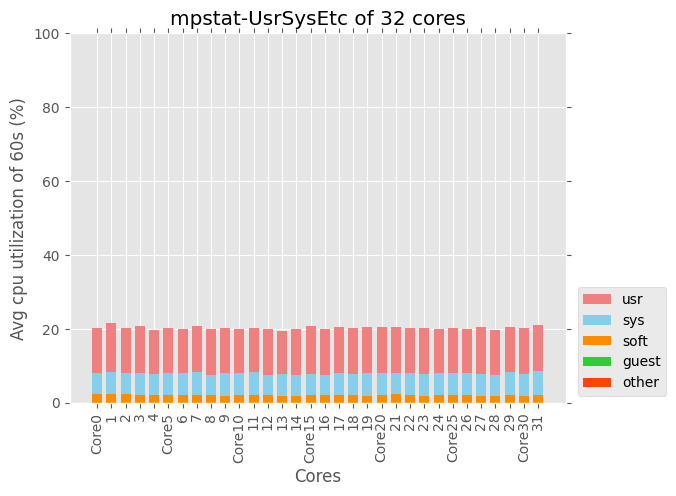 mpstat-UsrSysEtc of 32 cores
100
80
60
40
20
0
Avg cpu utilization of 60s (%)
Core0
1
2
3
4
Core5
6
7
8
9
Core10
11
12
13
14
Core15
16
17
18
19
Core20
21
22
23
24
Core25
26
27
28
29
Core30
31
Cores
usr
sys
soft
guest
other